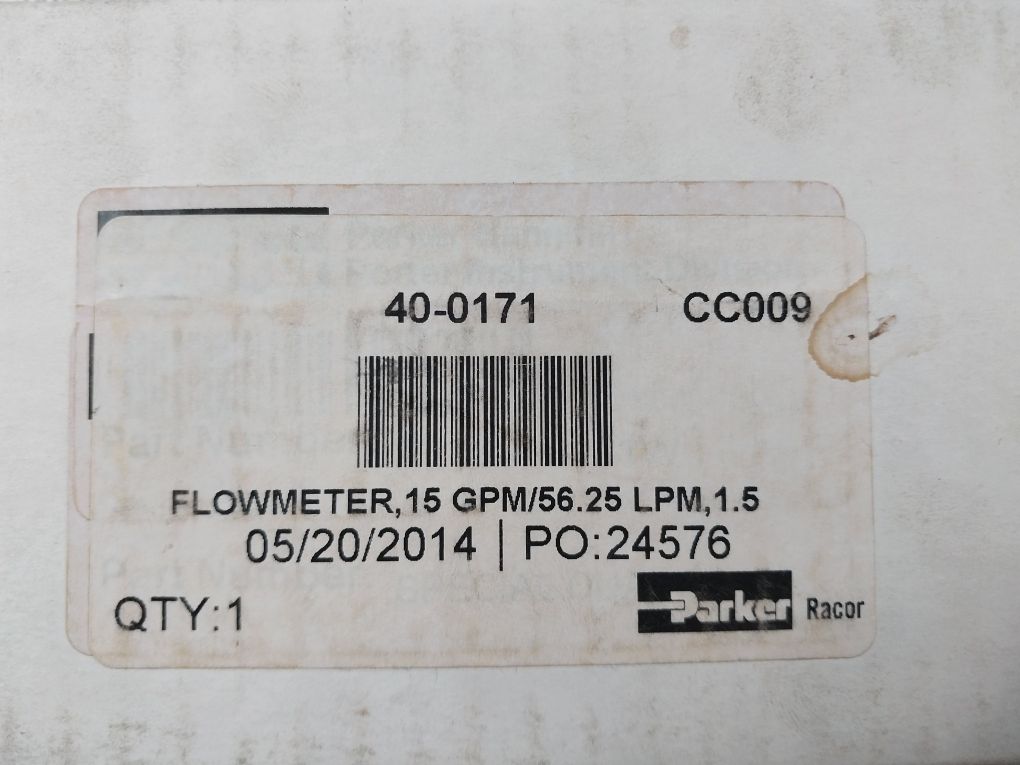 40-0171 CC009
FLOWMETER,15 GPM/56.25 LPM,1.5
05/20/2014 | PO:24576
QTY:1
Parker Racor